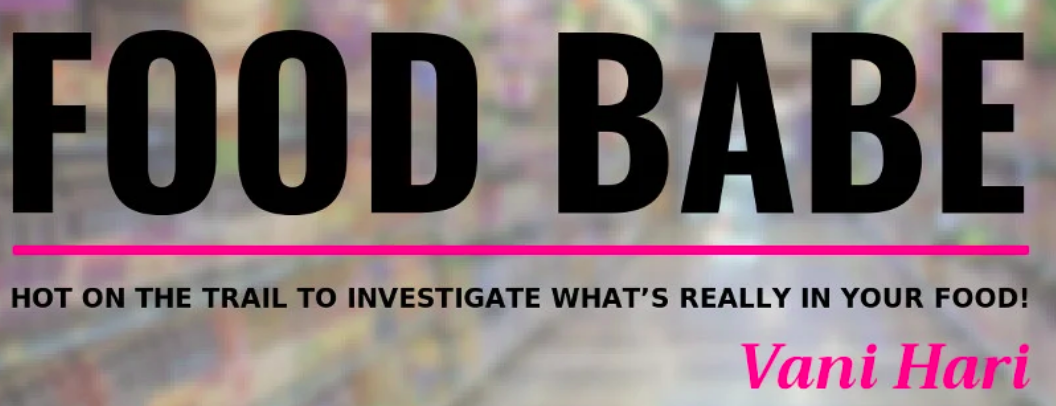 FOOD BABE
HOT ON THE TRAIL TO INVESTIGATE WHAT’S REALLY IN YOUR FOOD!
Vani Hari